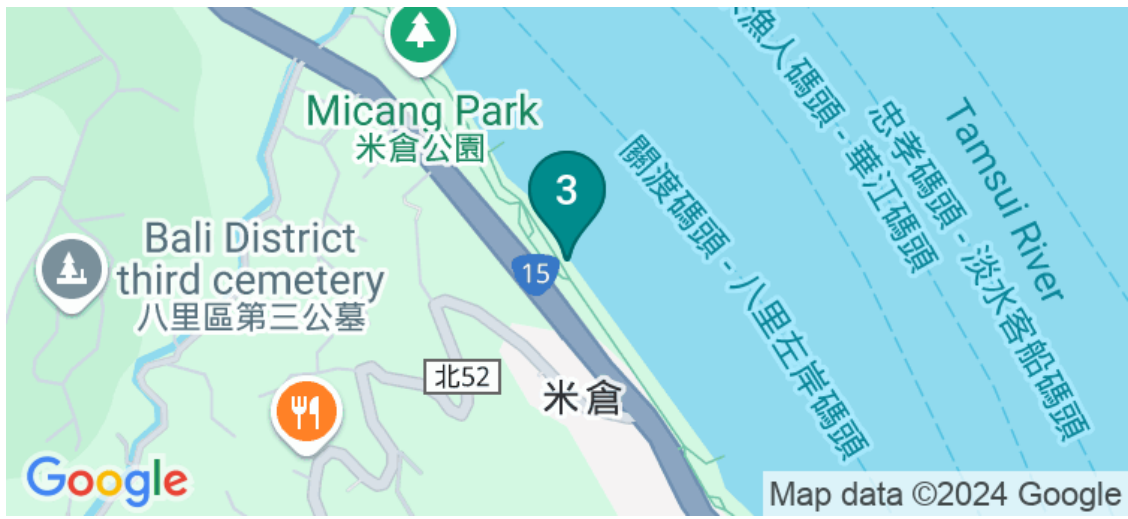 Micang Park
米倉公園
3
Bali District
third cemetery
八里區第三公墓
15
北52
米倉
關渡碼頭 - 八里左岸碼頭
漁人碼頭 - 華江碼頭
忠孝碼頭 - 淡水客船碼頭
Tamsui River
Google
Map data ©2024 Google